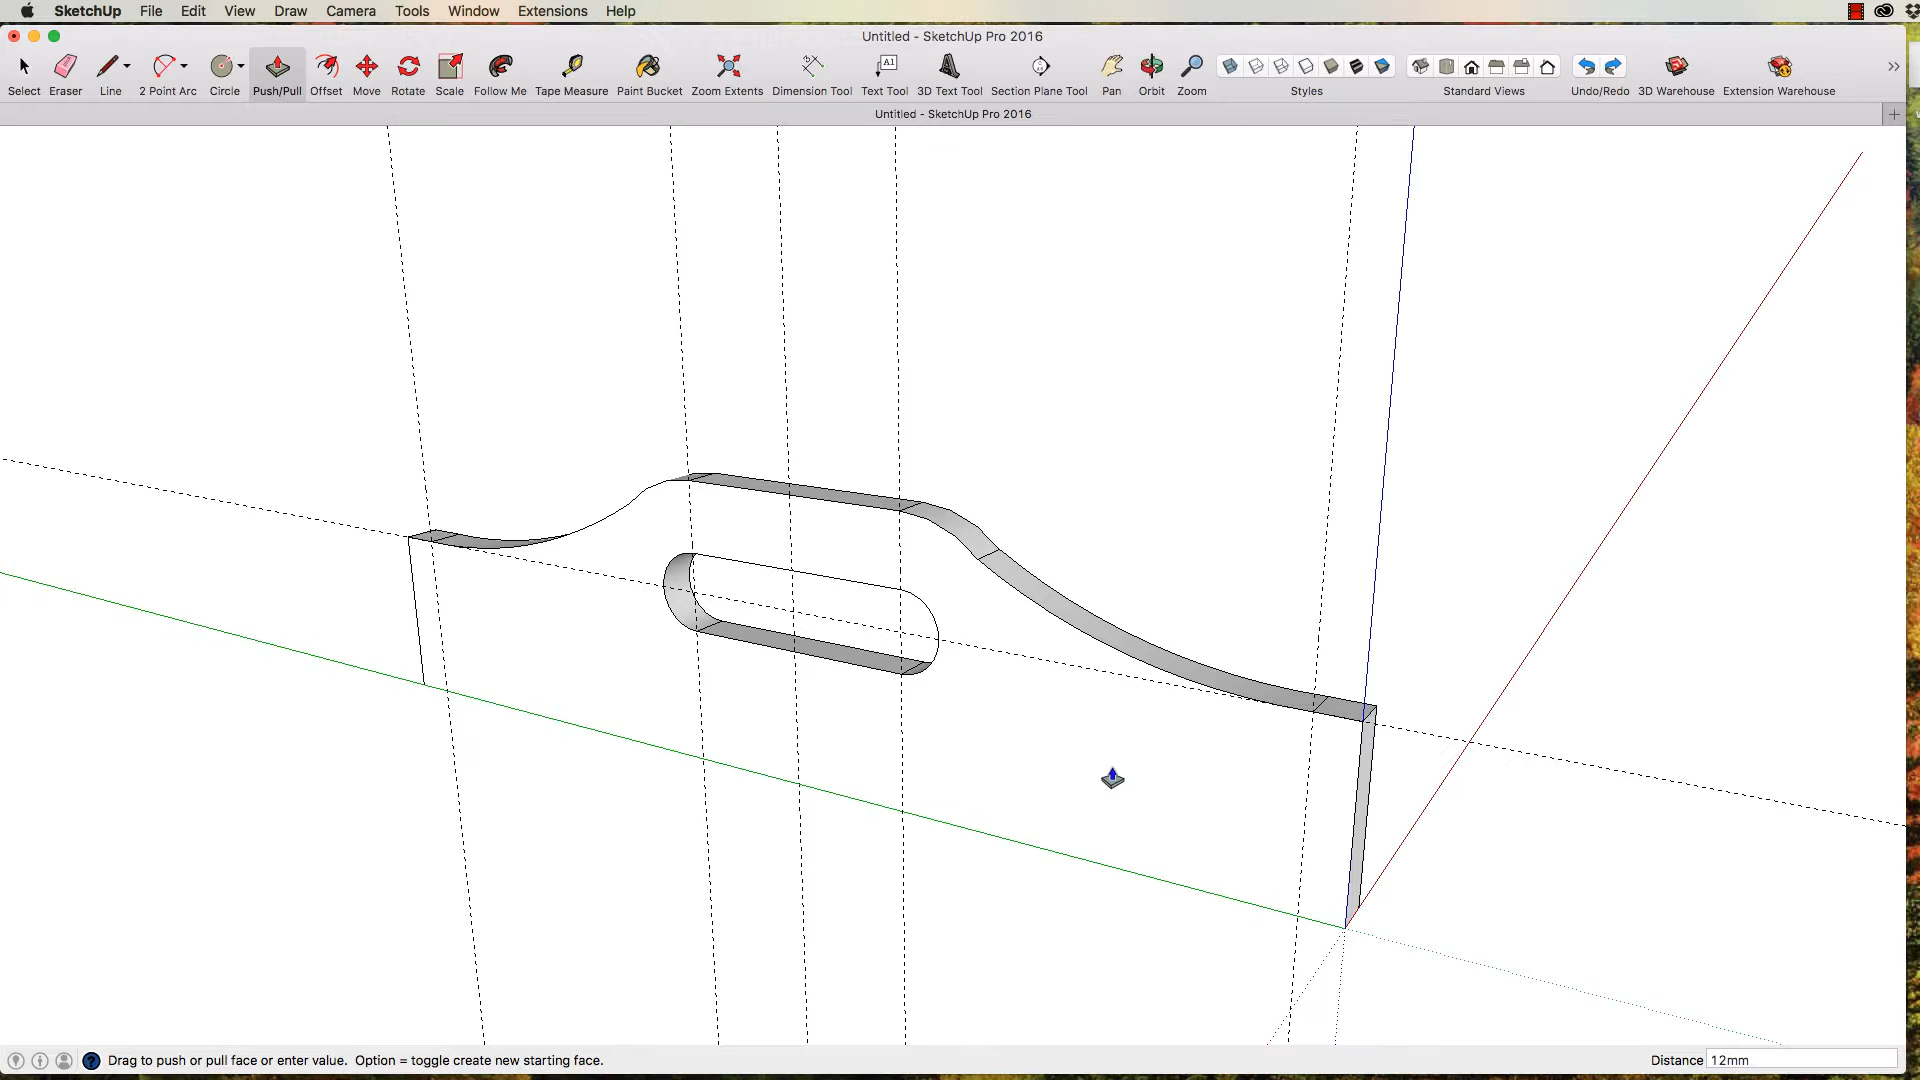 SketchUp File Edit View Draw Camera Tools Window Extensions Help
Untitled - SketchUp Pro 2016
A1
Select Eraser Line 2 Point Arc Circle Push/Pull Offset Move Rotate Scale Follow Me Tape Measure Paint Bucket Zoom Extents Dimension Tool Text Tool 3D Text Tool Section Plane Tool Pan Orbit Zoom Styles Standard Views Undo/Redo 3D Warehouse Extension Warehouse
Untitled - SketchUp Pro 2016
Drag to push or pull face or enter value. Option = toggle create new starting face. Distance 12mm